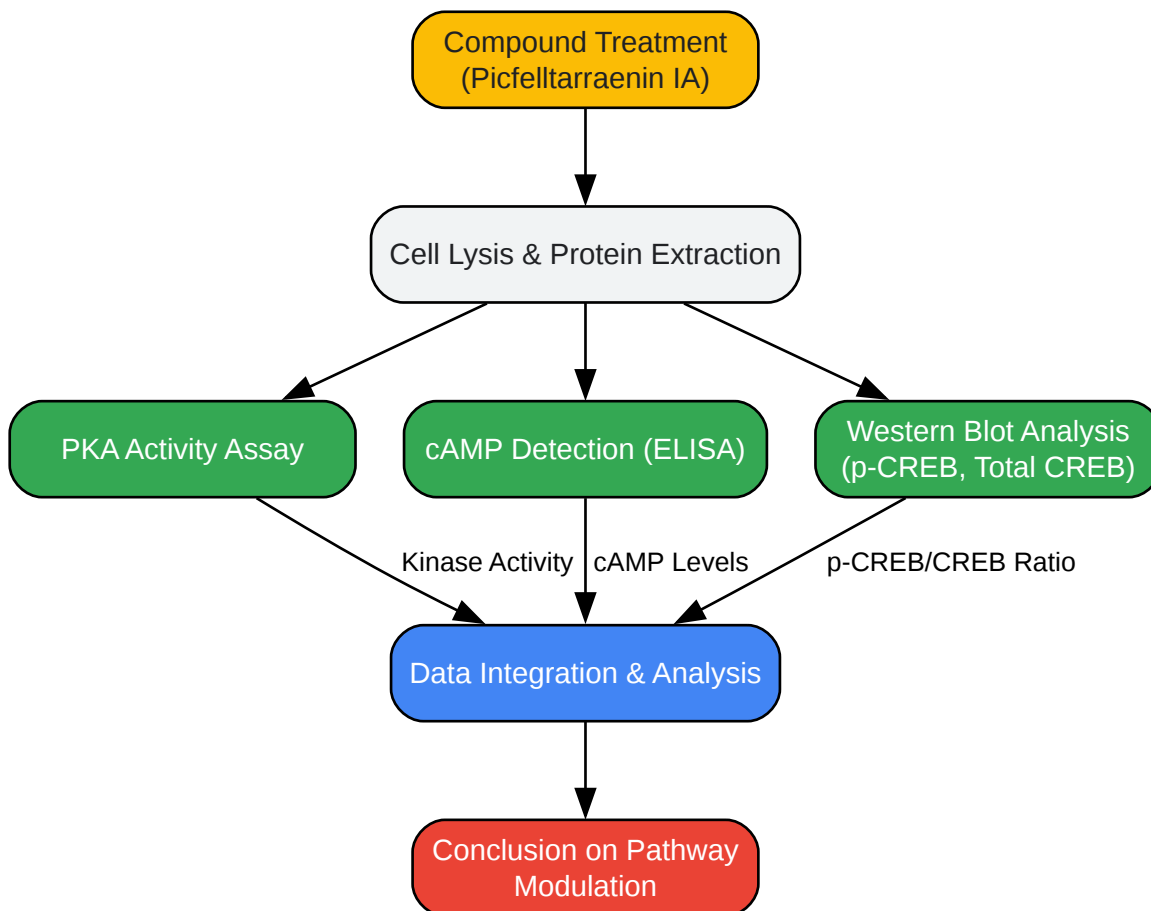 Compound Treatment
(Picfelltarraenin IA)
Cell Lysis & Protein Extraction
PKA Activity Assay
cAMP Detection (ELISA)
Western Blot Analysis
(p-CREB, Total CREB)
Kinase Activity
cAMP Levels
p-CREB/CREB Ratio
Data Integration & Analysis
Conclusion on Pathway
Modulation